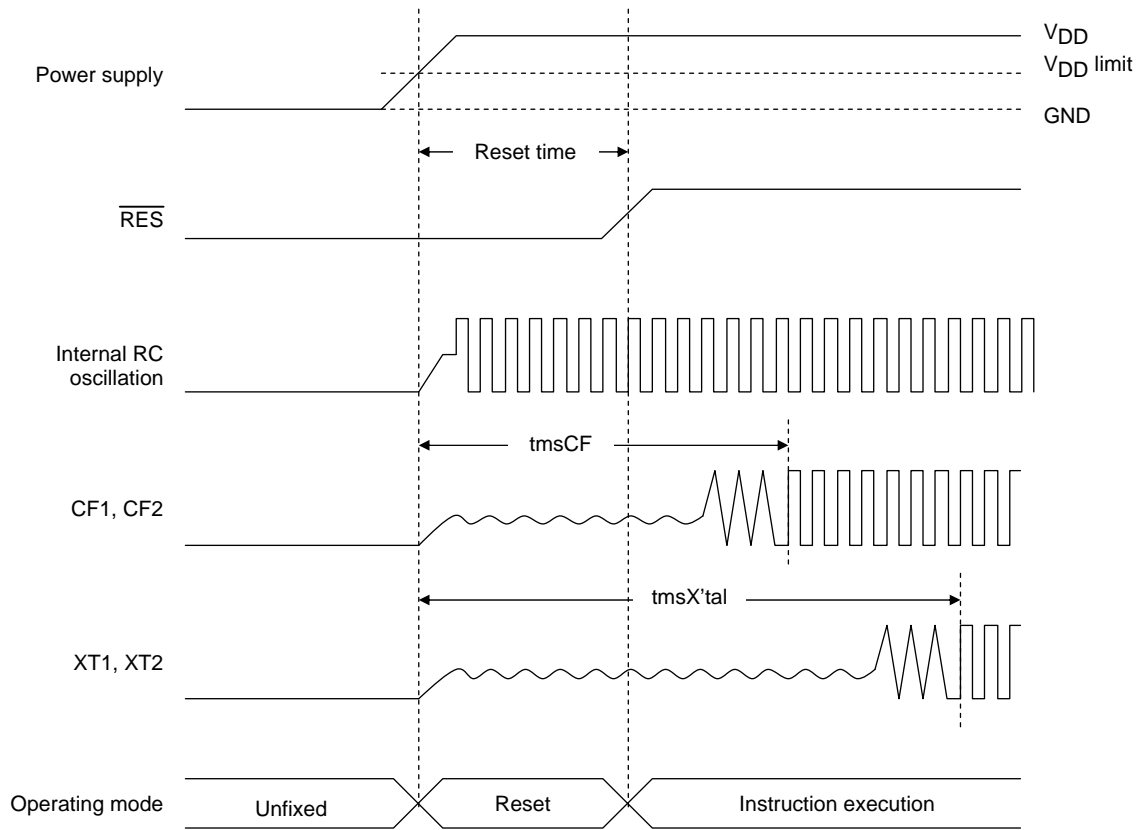 VDD
Power supply
VDD limit
GND
Reset time
RES
Internal RC
oscillation
tmsCF
CF1, CF2
tmsX'tal
XT1, XT2
Operating mode
Unfixed
Reset
Instruction execution